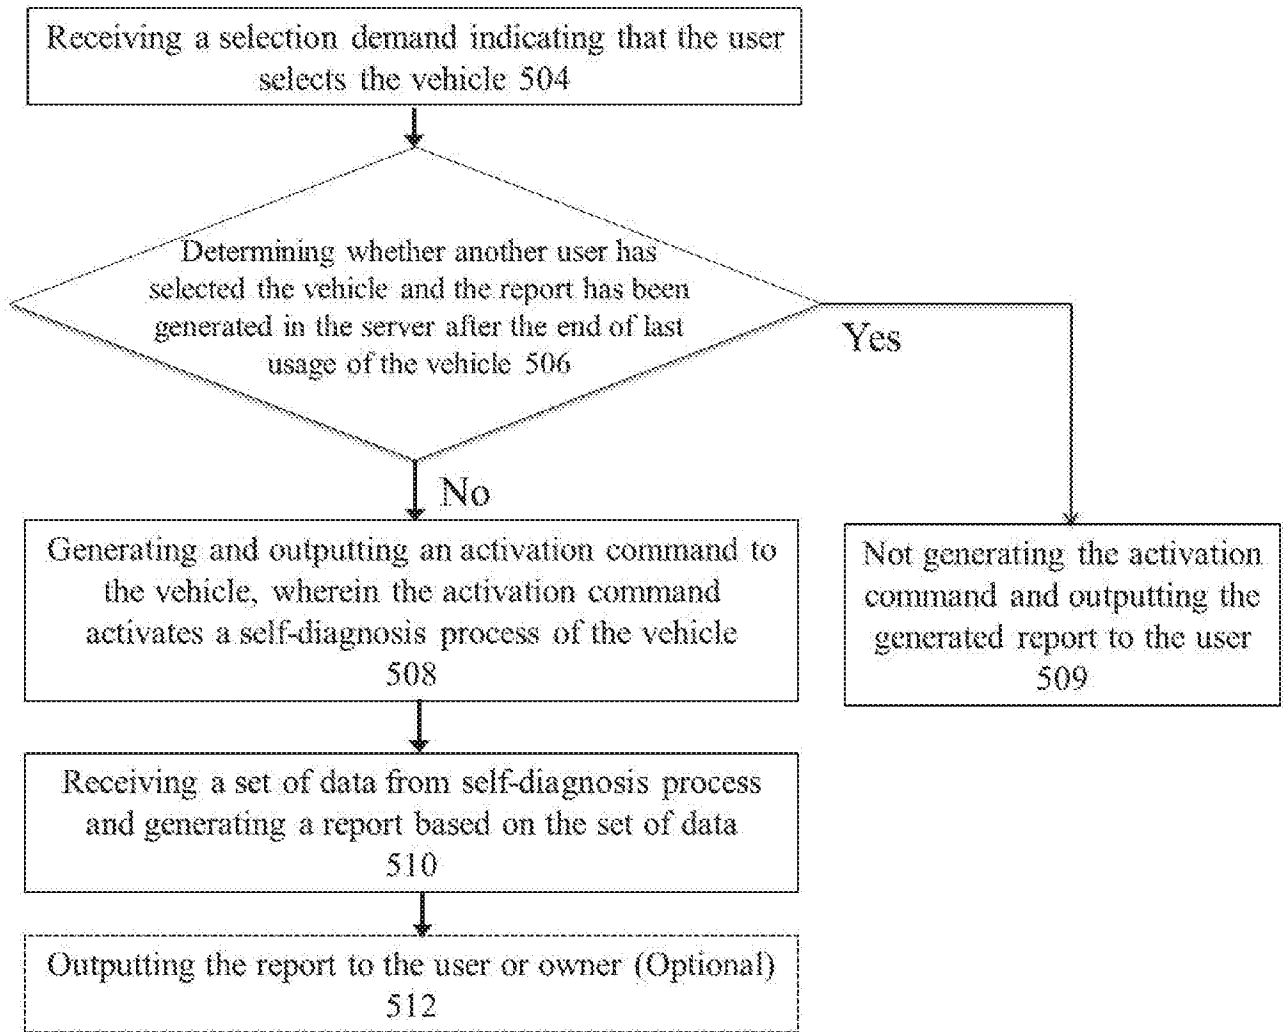 Receiving a selection demand indicating that the user
selects the vehicle 504
Determining whether another user has
selected the vehicle and the report has been
generated in the server after the end of last
usage of the vehicle 506
Yes
No
Generating and outputting an activation command to
the vehicle, wherein the activation command
activates a self-diagnosis process of the vehicle
508
Not generating the activation
command and outputting the
generated report to the user
509
Receiving a set of data from self-diagnosis process
and generating a report based on the set of data
510
Outputting the report to the user or owner (Optional)
512